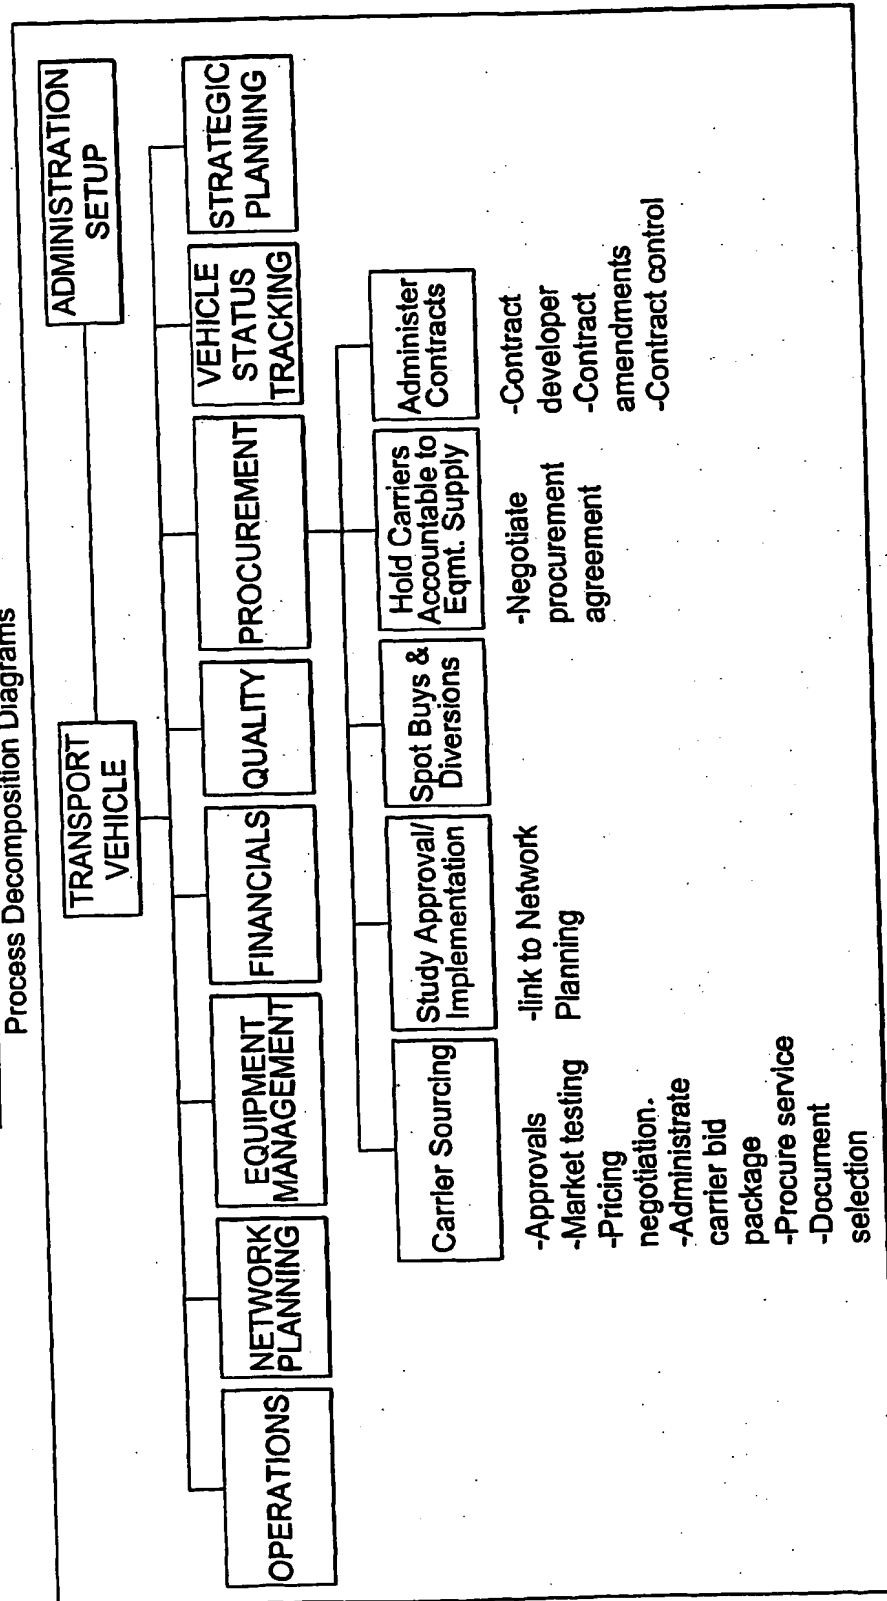 Process Decomposition Diagrams
TRANSPORT
VEHICLE
ADMINISTRATION
SETUP
OPERATIONS
NETWORK
PLANNING
EQUIPMENT
MANAGEMENT
FINANCIALS
QUALITY
PROCUREMENT
VEHICLE
STATUS
TRACKING
STRATEGIC
PLANNING
Carrier Sourcing
-Approvals
-Market testing
-Pricing
negotiation.
-Administrate
carrier bid
package
-Procure service
-Document
selection
Study Approval/
Implementation
-link to Network
Planning
Spot Buys &
Diversions
Hold Carriers
Accountable to
Eqmt. Supply
-Negotiate
procurement
agreement
Administer
Contracts
-Contract
developer
-Contract
amendments
-Contract control